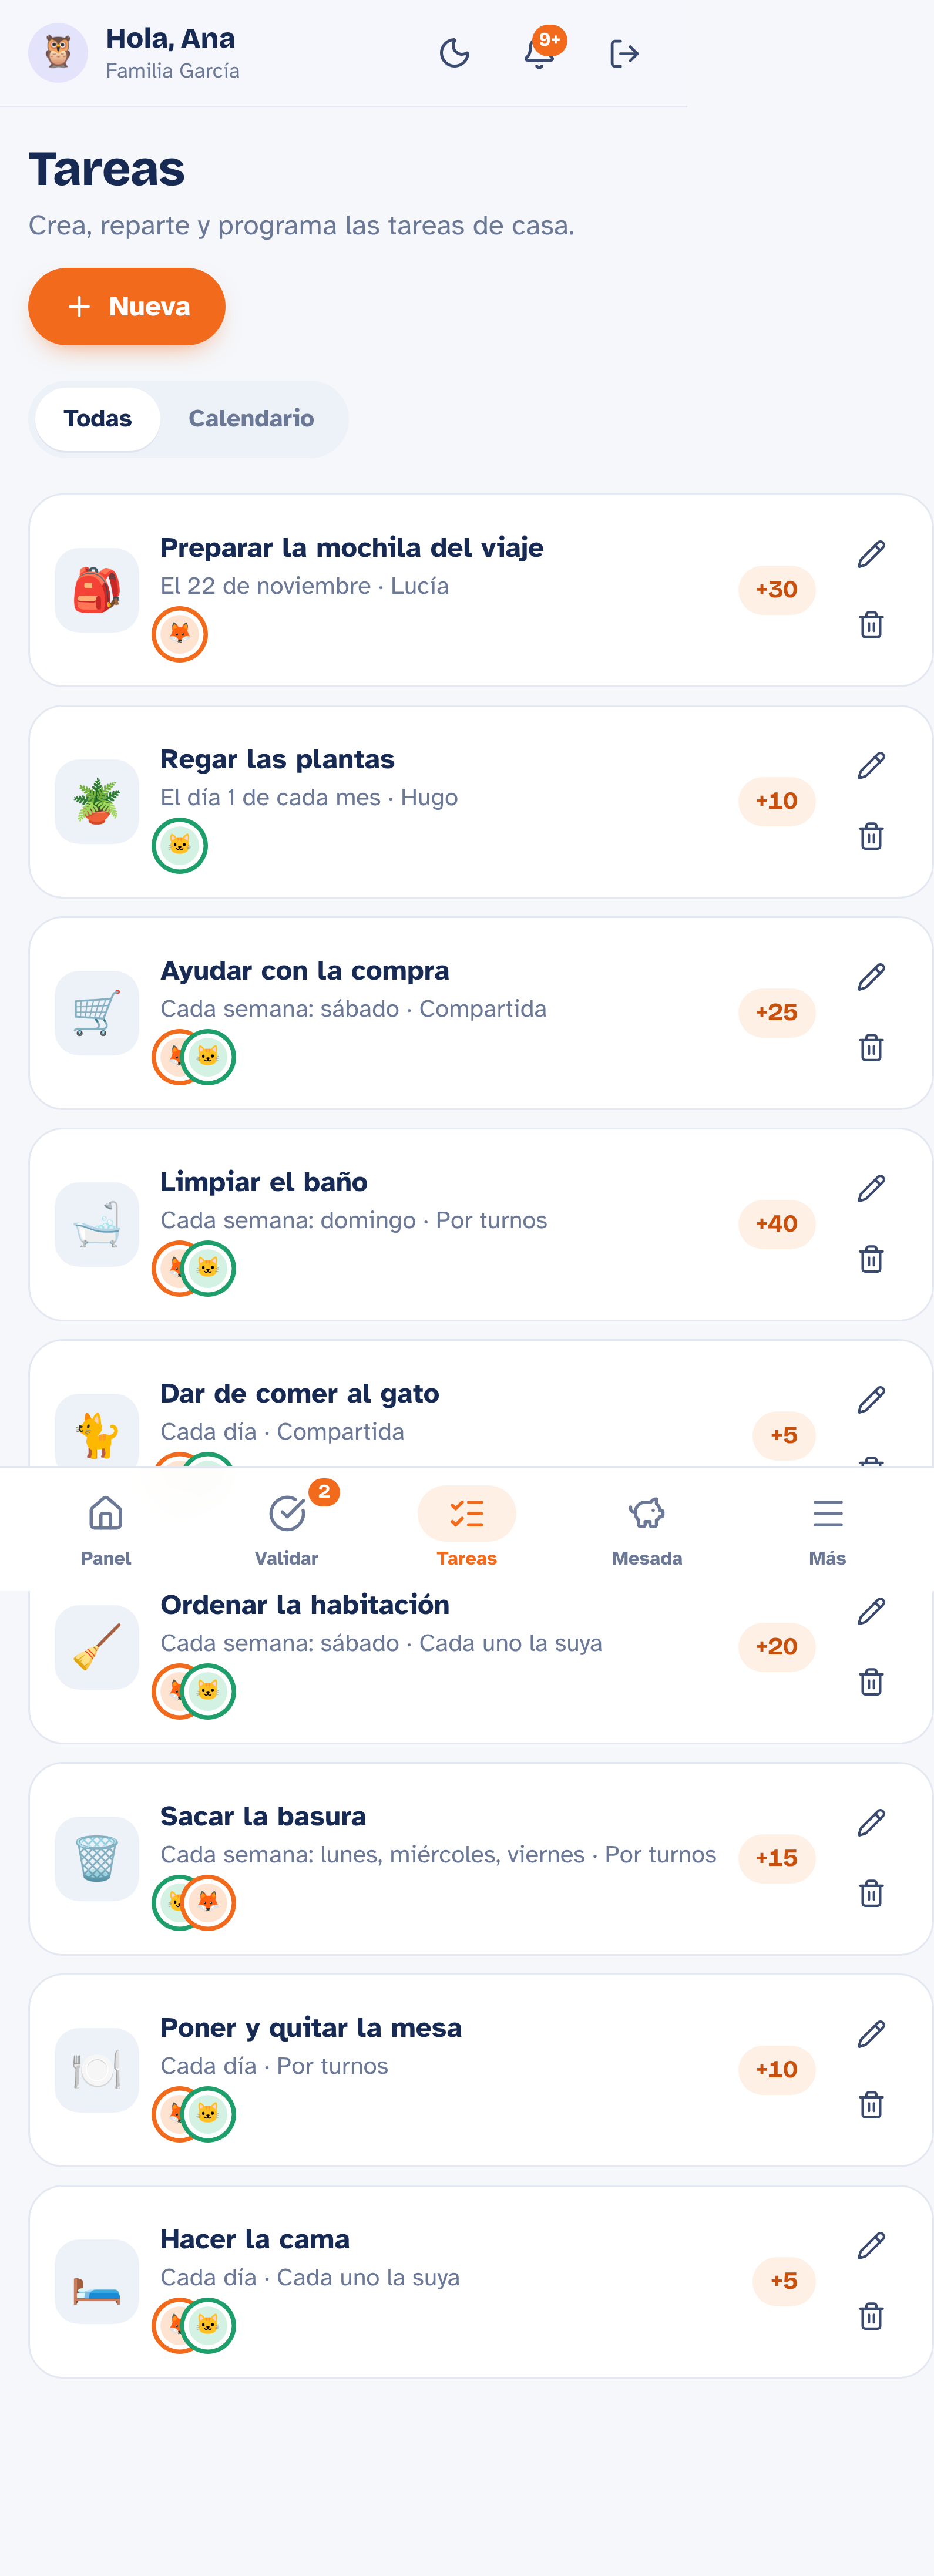 Hola, Ana
Familia García
9+
Tareas
Crea, reparte y programa las tareas de casa.
+ Nueva
Todas
Calendario
Preparar la mochila del viaje
El 22 de noviembre · Lucía
+30
Regar las plantas
El día 1 de cada mes · Hugo
+10
Ayudar con la compra
Cada semana: sábado · Compartida
+25
Limpiar el baño
Cada semana: domingo · Por turnos
+40
Dar de comer al gato
Cada día · Compartida
+5
2
Panel
Validar
Tareas
Mesada
Más
Ordenar la habitación
Cada semana: sábado · Cada uno la suya
+20
Sacar la basura
Cada semana: lunes, miércoles, viernes · Por turnos
+15
Poner y quitar la mesa
Cada día · Por turnos
+10
Hacer la cama
Cada día · Cada uno la suya
+5